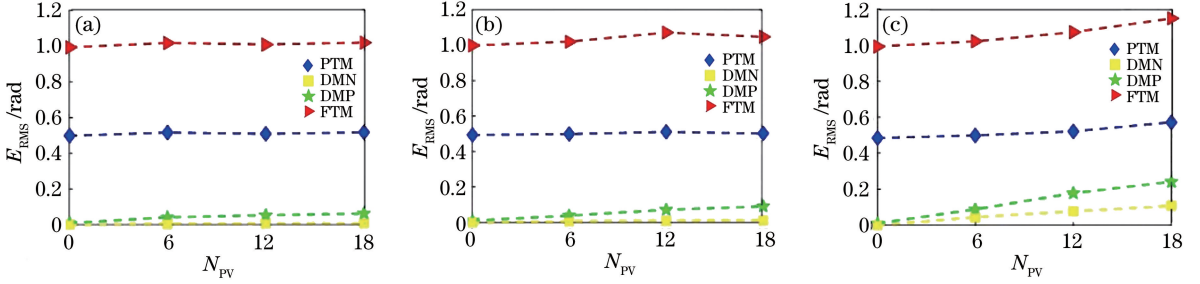 (a)
1.2
1.0
0.8
0.6
0.4
0.2
0
E_RMS/rad
PTM
DMN
DMP
FTM
0 6 12 18
N_PV
(b)
1.2
1.0
0.8
0.6
0.4
0.2
0
E_RMS/rad
PTM
DMN
DMP
FTM
0 6 12 18
N_PV
(c)
1.2
1.0
0.8
0.6
0.4
0.2
0
E_RMS/rad
PTM
DMN
DMP
FTM
0 6 12 18
N_PV